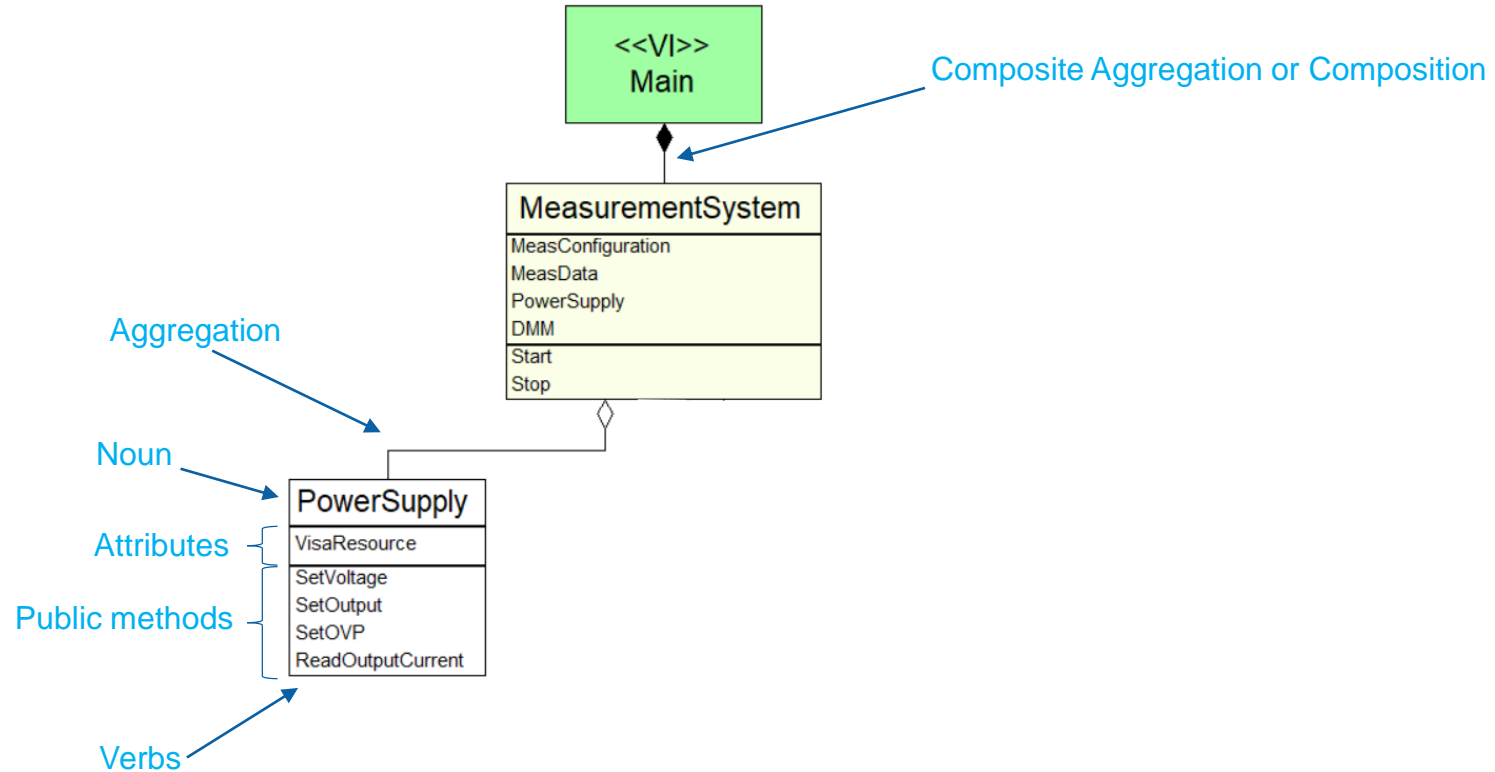 <<VI>>
Main
Composite Aggregation or Composition
MeasurementSystem
MeasConfiguration
MeasData
PowerSupply
DMM
Start
Stop
Aggregation
Noun
PowerSupply
Attributes
VisaResource
Public methods
SetVoltage
SetOutput
SetOVP
ReadOutputCurrent
Verbs